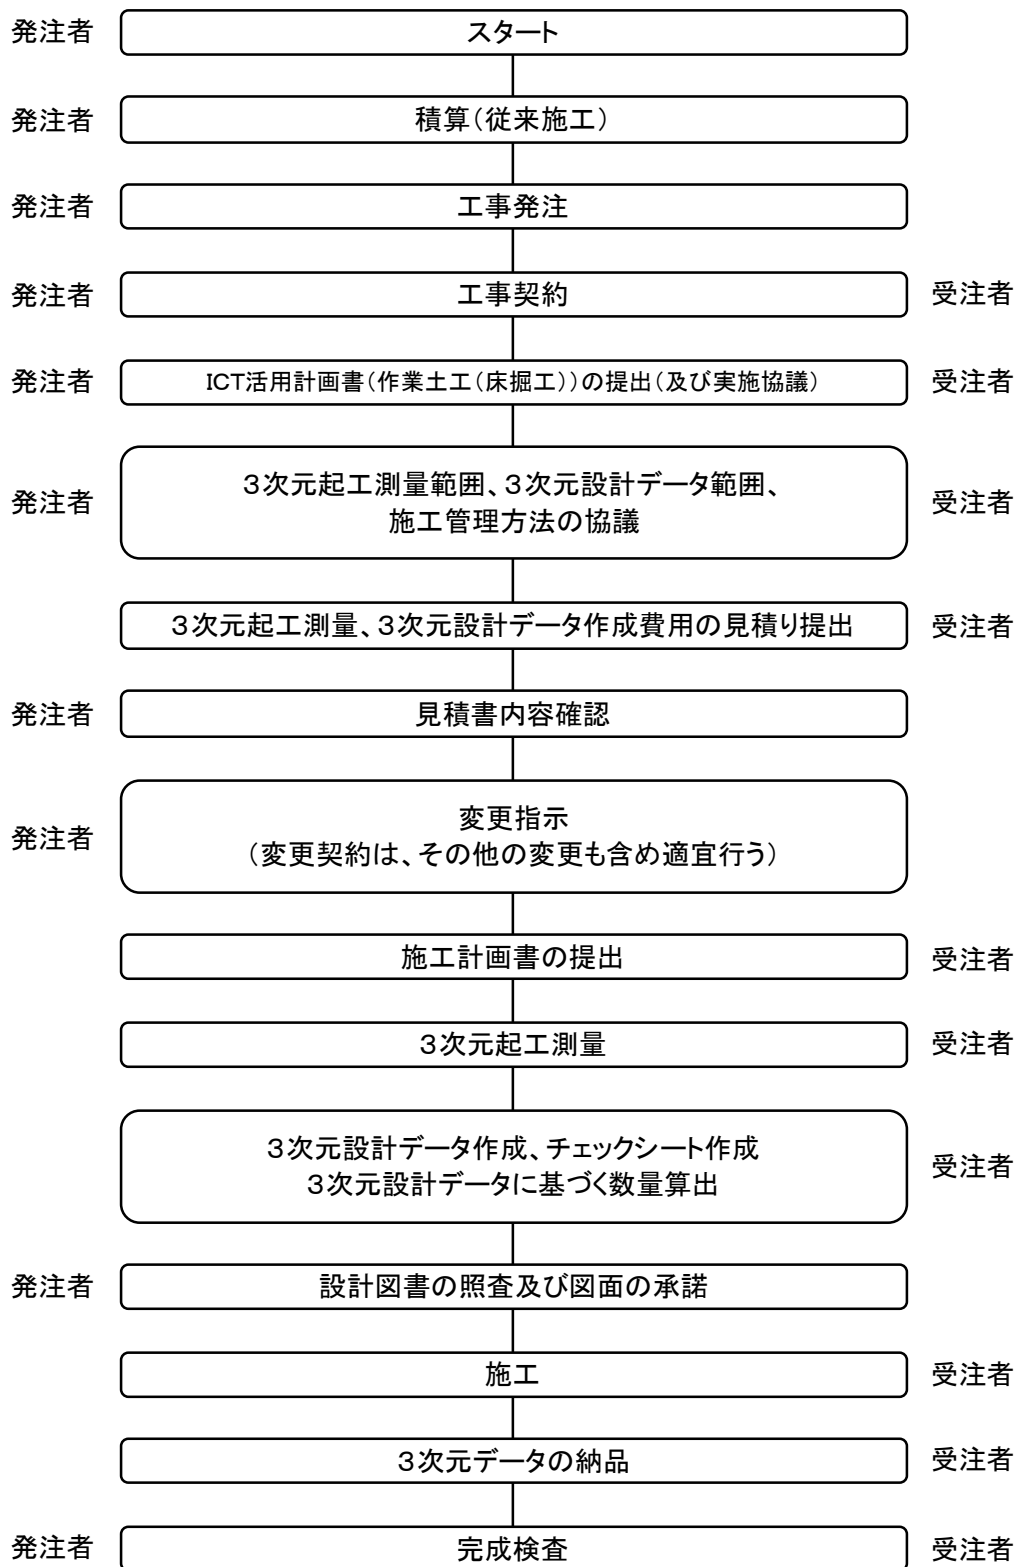 発注者 スタート
発注者 積算（従来施工）
発注者 工事発注
発注者 工事契約 受注者
発注者 ICT活用計画書（作業土工（床掘工））の提出（及び実施協議） 受注者
発注者 3次元起工測量範囲、3次元設計データ範囲、 受注者
施工管理方法の協議
3次元起工測量、3次元設計データ作成費用の見積り提出 受注者
発注者 見積書内容確認
発注者 変更指示
（変更契約は、その他の変更も含め適宜行う）
施工計画書の提出 受注者
3次元起工測量 受注者
3次元設計データ作成、チェックシート作成 受注者
3次元設計データに基づく数量算出
発注者 設計図書の照査及び図面の承諾
施工 受注者
3次元データの納品 受注者
発注者 完成検査 受注者